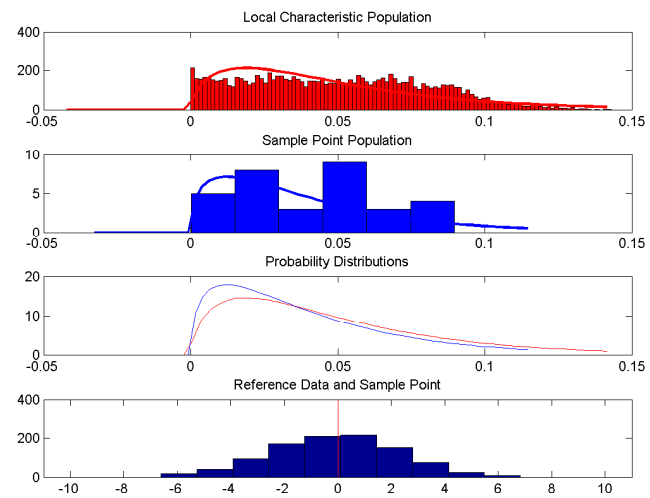 Local Characteristic Population
400
200
0
-0.05 0 0.05 0.1 0.15
Sample Point Population
10
5
0
-0.05 0 0.05 0.1 0.15
Probability Distributions
20
10
0
-0.05 0 0.05 0.1 0.15
Reference Data and Sample Point
400
200
0
-10 -8 -6 -4 -2 0 2 4 6 8 10